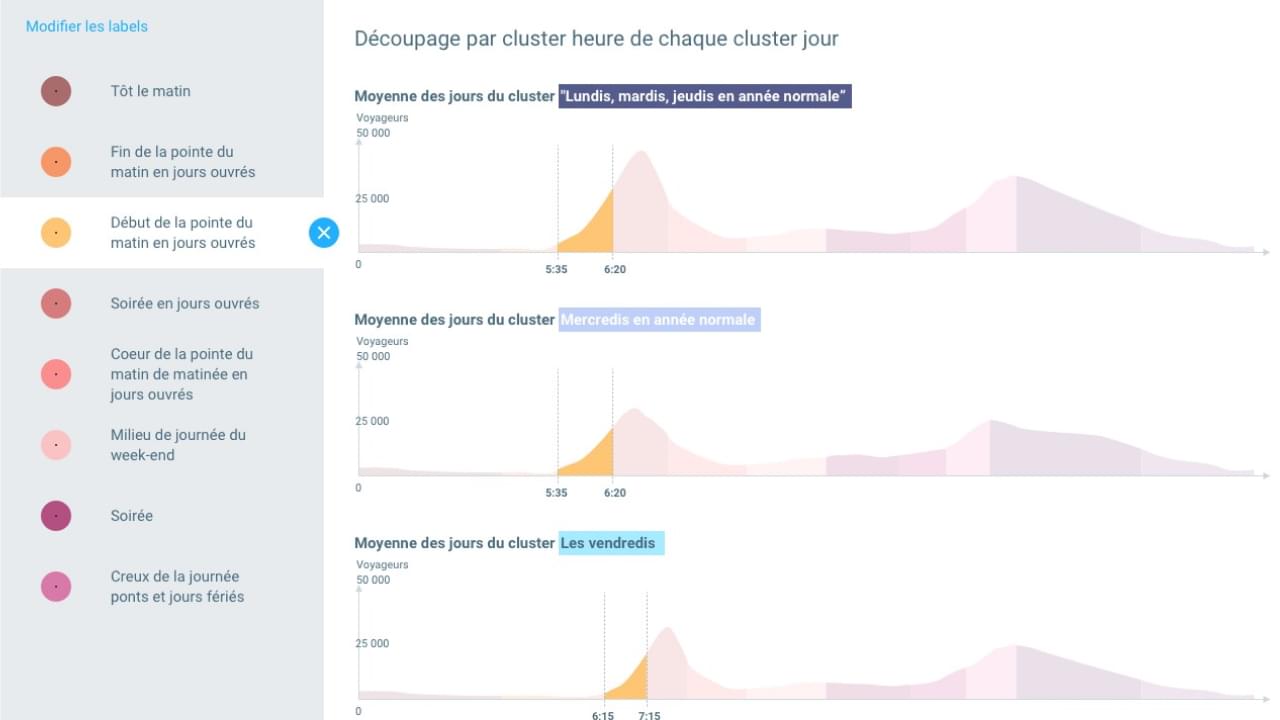 Modifier les labels
Tôt le matin
Fin de la pointe du
matin en jours ouvrés
Début de la pointe du
matin en jours ouvrés
Soirée en jours ouvrés
Coeur de la pointe du
matin de matinée en
jours ouvrés
Milieu de journée du
week-end
Soirée
Creux de la journée
ponts et jours fériés
Découpage par cluster heure de chaque cluster jour
Moyenne des jours du cluster "Lundis, mardis, jeudis en année normale”
Voyageurs
50 000
25 000
0
5:35 6:20
Moyenne des jours du cluster Mercredis en année normale
Voyageurs
50 000
25 000
0
5:35 6:20
Moyenne des jours du cluster Les vendredis
Voyageurs
50 000
25 000
0
6:15 7:15